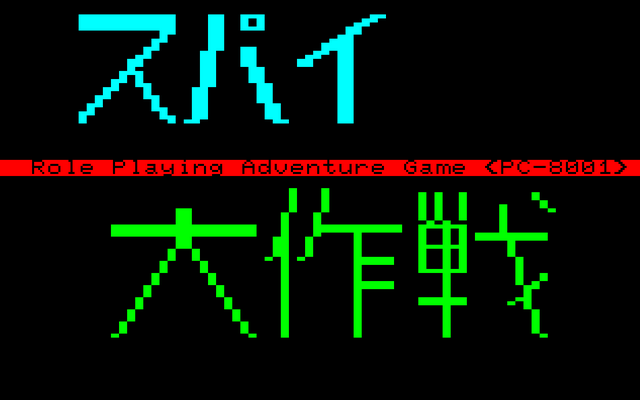 スパイ
Role Playing Adventure Game <PC-8001>
大作戦